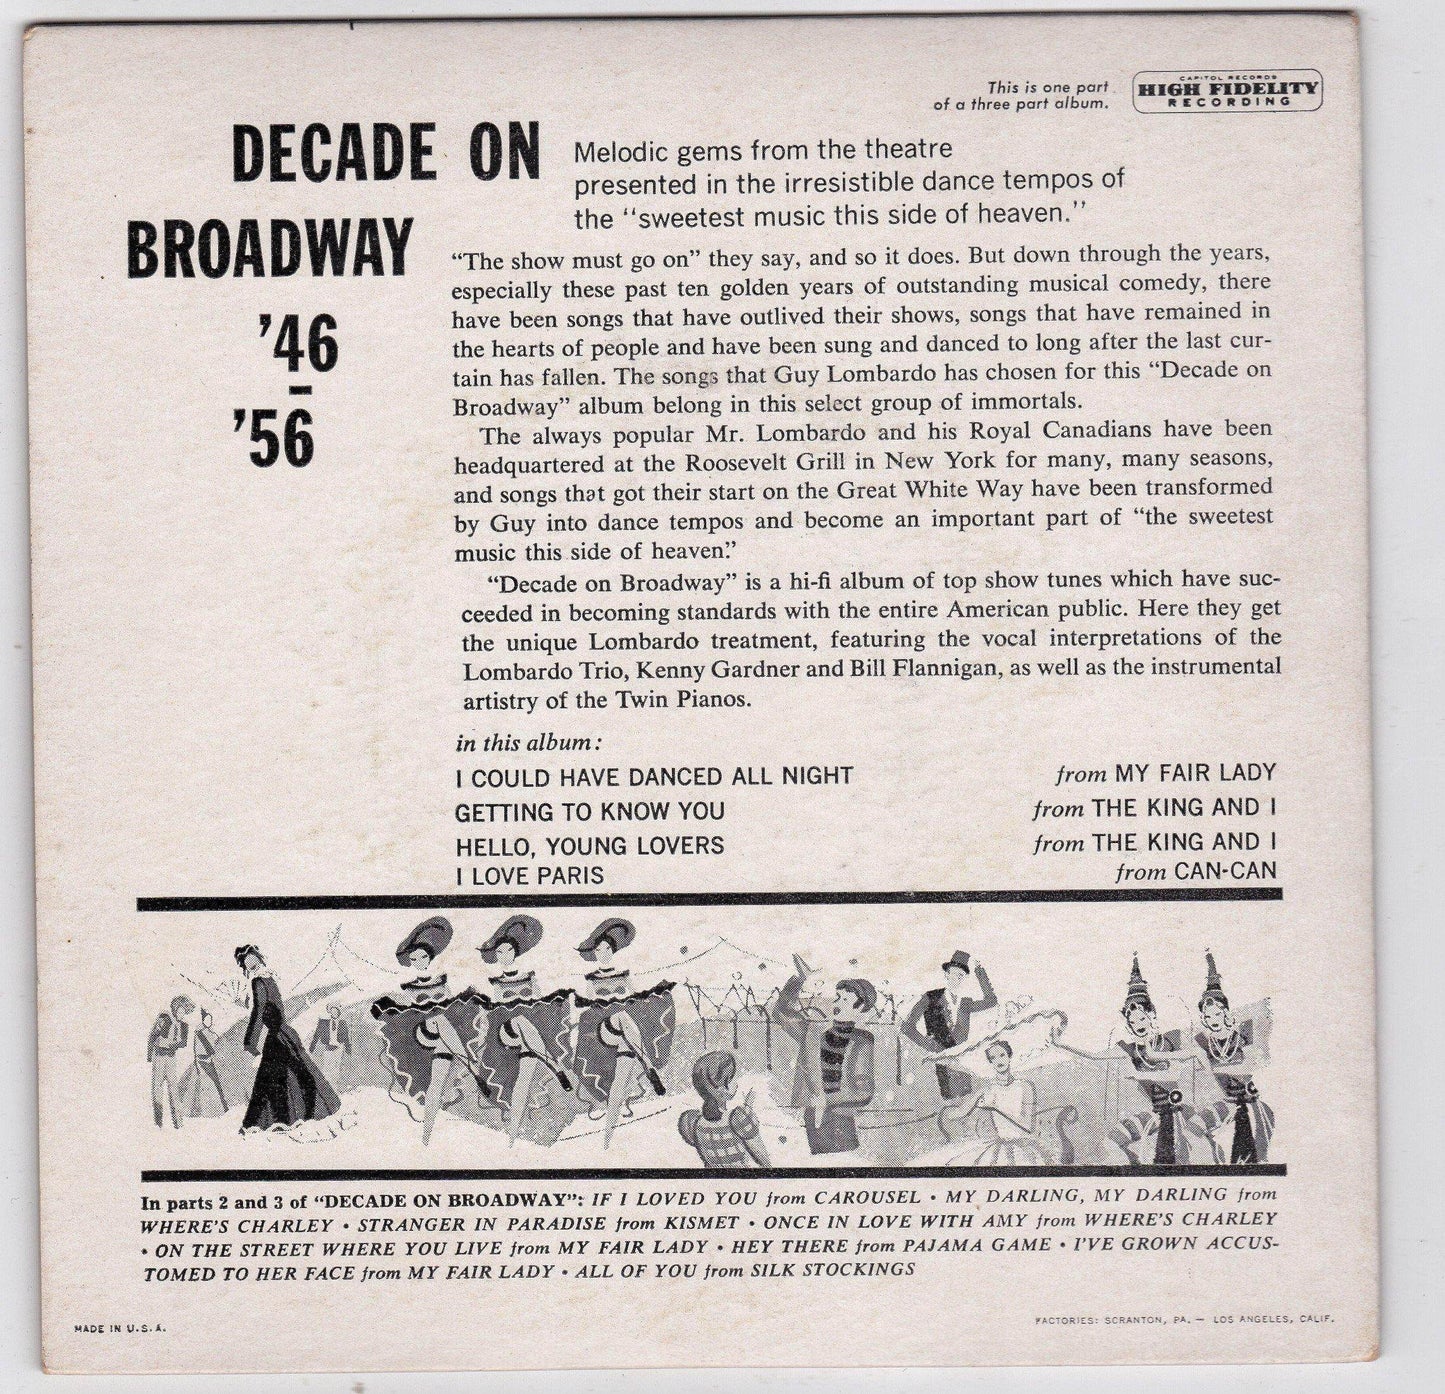 This is one part
of a three part album.
CAPITOL RECORDS
HIGH FIDELITY
RECORDING
DECADE ON
BROADWAY
'46
–
'56
Melodic gems from the theatre
presented in the irresistible dance tempos of
the "sweetest music this side of heaven."
"The show must go on" they say, and so it does. But down through the years,
especially these past ten golden years of outstanding musical comedy, there
have been songs that have outlived their shows, songs that have remained in
the hearts of people and have been sung and danced to long after the last cur-
tain has fallen. The songs that Guy Lombardo has chosen for this "Decade on
Broadway" album belong in this select group of immortals.
The always popular Mr. Lombardo and his Royal Canadians have been
headquartered at the Roosevelt Grill in New York for many, many seasons,
and songs that got their start on the Great White Way have been transformed
by Guy into dance tempos and become an important part of "the sweetest
music this side of heaven."
"Decade on Broadway" is a hi-fi album of top show tunes which have suc-
ceeded in becoming standards with the entire American public. Here they get
the unique Lombardo treatment, featuring the vocal interpretations of the
Lombardo Trio, Kenny Gardner and Bill Flannigan, as well as the instrumental
artistry of the Twin Pianos.
in this album:
I COULD HAVE DANCED ALL NIGHT from MY FAIR LADY
GETTING TO KNOW YOU from THE KING AND I
HELLO, YOUNG LOVERS from THE KING AND I
I LOVE PARIS from CAN-CAN
In parts 2 and 3 of "DECADE ON BROADWAY": IF I LOVED YOU from CAROUSEL • MY DARLING, MY DARLING from
WHERE'S CHARLEY • STRANGER IN PARADISE from KISMET • ONCE IN LOVE WITH AMY from WHERE'S CHARLEY
• ON THE STREET WHERE YOU LIVE from MY FAIR LADY • HEY THERE from PAJAMA GAME • I'VE GROWN ACCUS-
TOMED TO HER FACE from MY FAIR LADY • ALL OF YOU from SILK STOCKINGS
MADE IN U.S.A.
FACTORIES: SCRANTON, PA. — LOS ANGELES, CALIF.